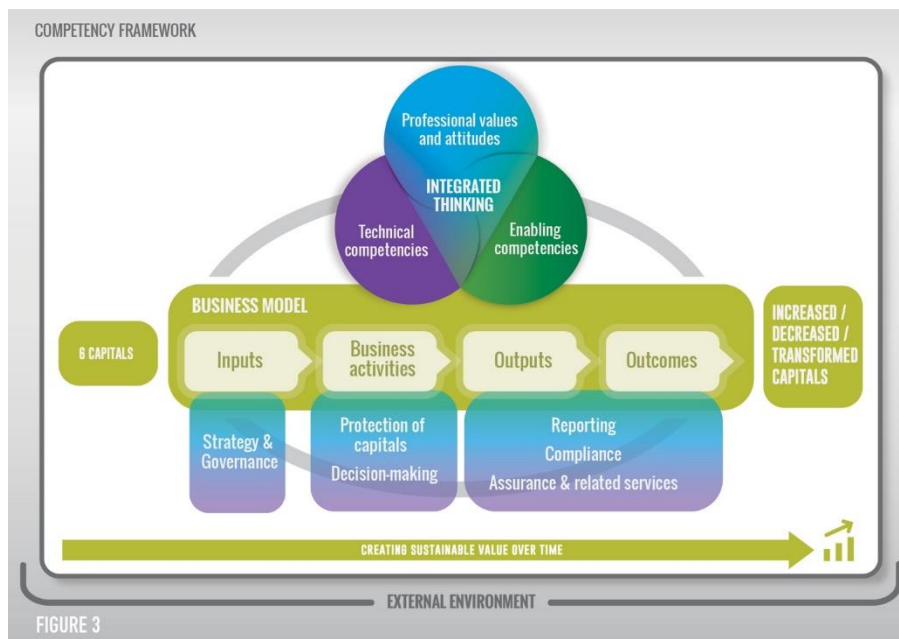 COMPETENCY FRAMEWORK
Professional values
and attitudes
INTEGRATED
THINKING
Technical
competencies
Enabling
competencies
BUSINESS MODEL
6 CAPITALS
Inputs
Business
activities
Outputs
Outcomes
INCREASED /
DECREASED /
TRANSFORMED
CAPITALS
Strategy &
Governance
Protection of
capitals
Decision-making
Reporting
Compliance
Assurance & related services
CREATING SUSTAINABLE VALUE OVER TIME
EXTERNAL ENVIRONMENT
FIGURE 3